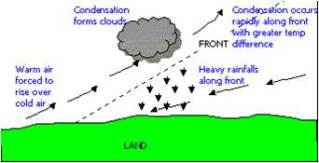 Condensation
forms clouds
Condensation occurs
rapidly along front
with greater temp
difference
FRONT
Warm air
forced to
rise over
cold air
Heavy rainfalls
along front
LAND